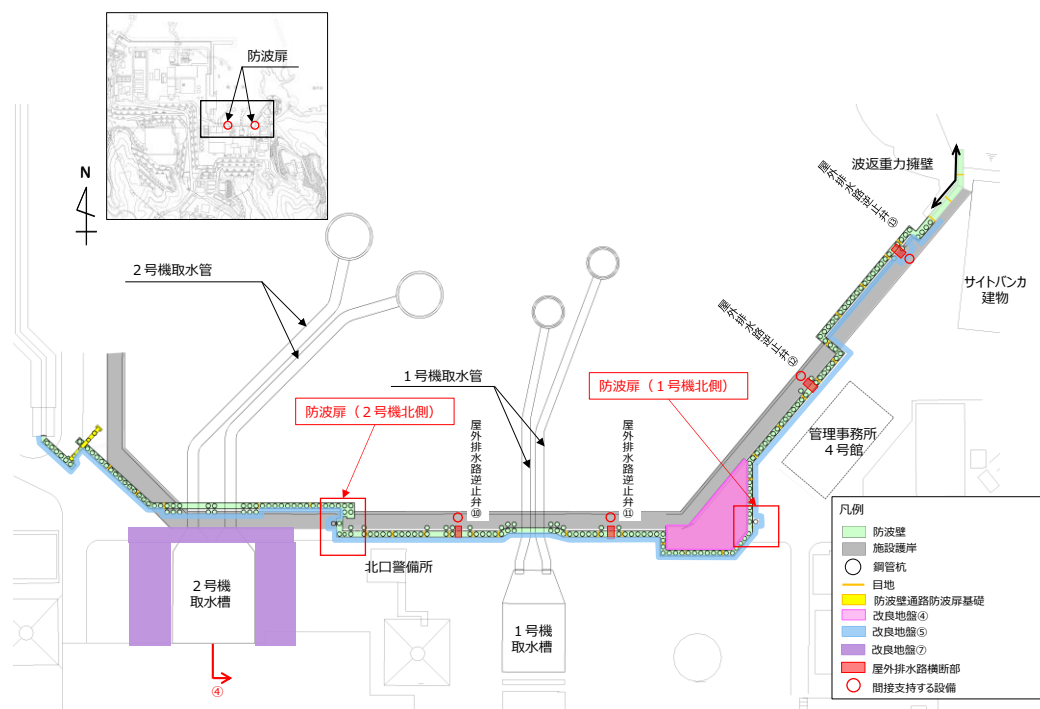 防波扉
N
波返重力擁壁
屋外排水路逆止弁⑬
サイトバンカ
建物
2号機取水管
屋外排水路逆止弁⑫
1号機取水管
防波扉（1号機北側）
防波扉（2号機北側）
屋外排水路逆止弁⑩
屋外排水路逆止弁⑪
管理事務所
4号館
北口警備所
2号機
取水槽
1号機
取水槽
④
凡例
防波壁
施設護岸
鋼管杭
目地
防波壁通路防波扉基礎
改良地盤④
改良地盤⑤
改良地盤⑦
屋外排水路横断部
間接支持する設備